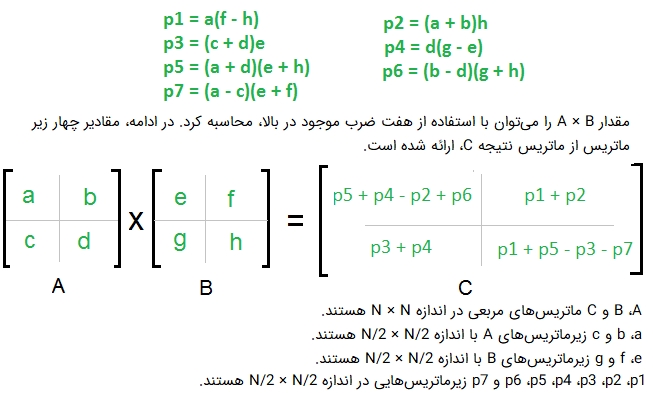 p1 = a(f - h) p2 = (a + b)h
p3 = (c + d)e p4 = d(g - e)
p5 = (a + d)(e + h) p6 = (b - d)(g + h)
p7 = (a - c)(e + f)
مقدار A × B را می‌توان با استفاده از هفت ضرب موجود در بالا، محاسبه کرد. در ادامه، مقادیر چهار زیر
ماتریس از ماتریس نتیجه C، ارائه شده است.
a b e f p5 + p4 - p2 + p6 p1 + p2
X =
c d g h p3 + p4 p1 + p5 - p3 - p7
A B C
B ،A و C ماتریس‌های مربعی در اندازه N × N هستند.
b ،a و c زیرماتریس‌های A با اندازه N/2 × N/2 هستند.
f ،e و g زیرماتریس‌های B با اندازه N/2 × N/2 هستند.
p6 ،p5 ،p4 ،p3 ،p2 ،p1 و p7 زیرماتریس‌هایی در اندازه N/2 × N/2 هستند.